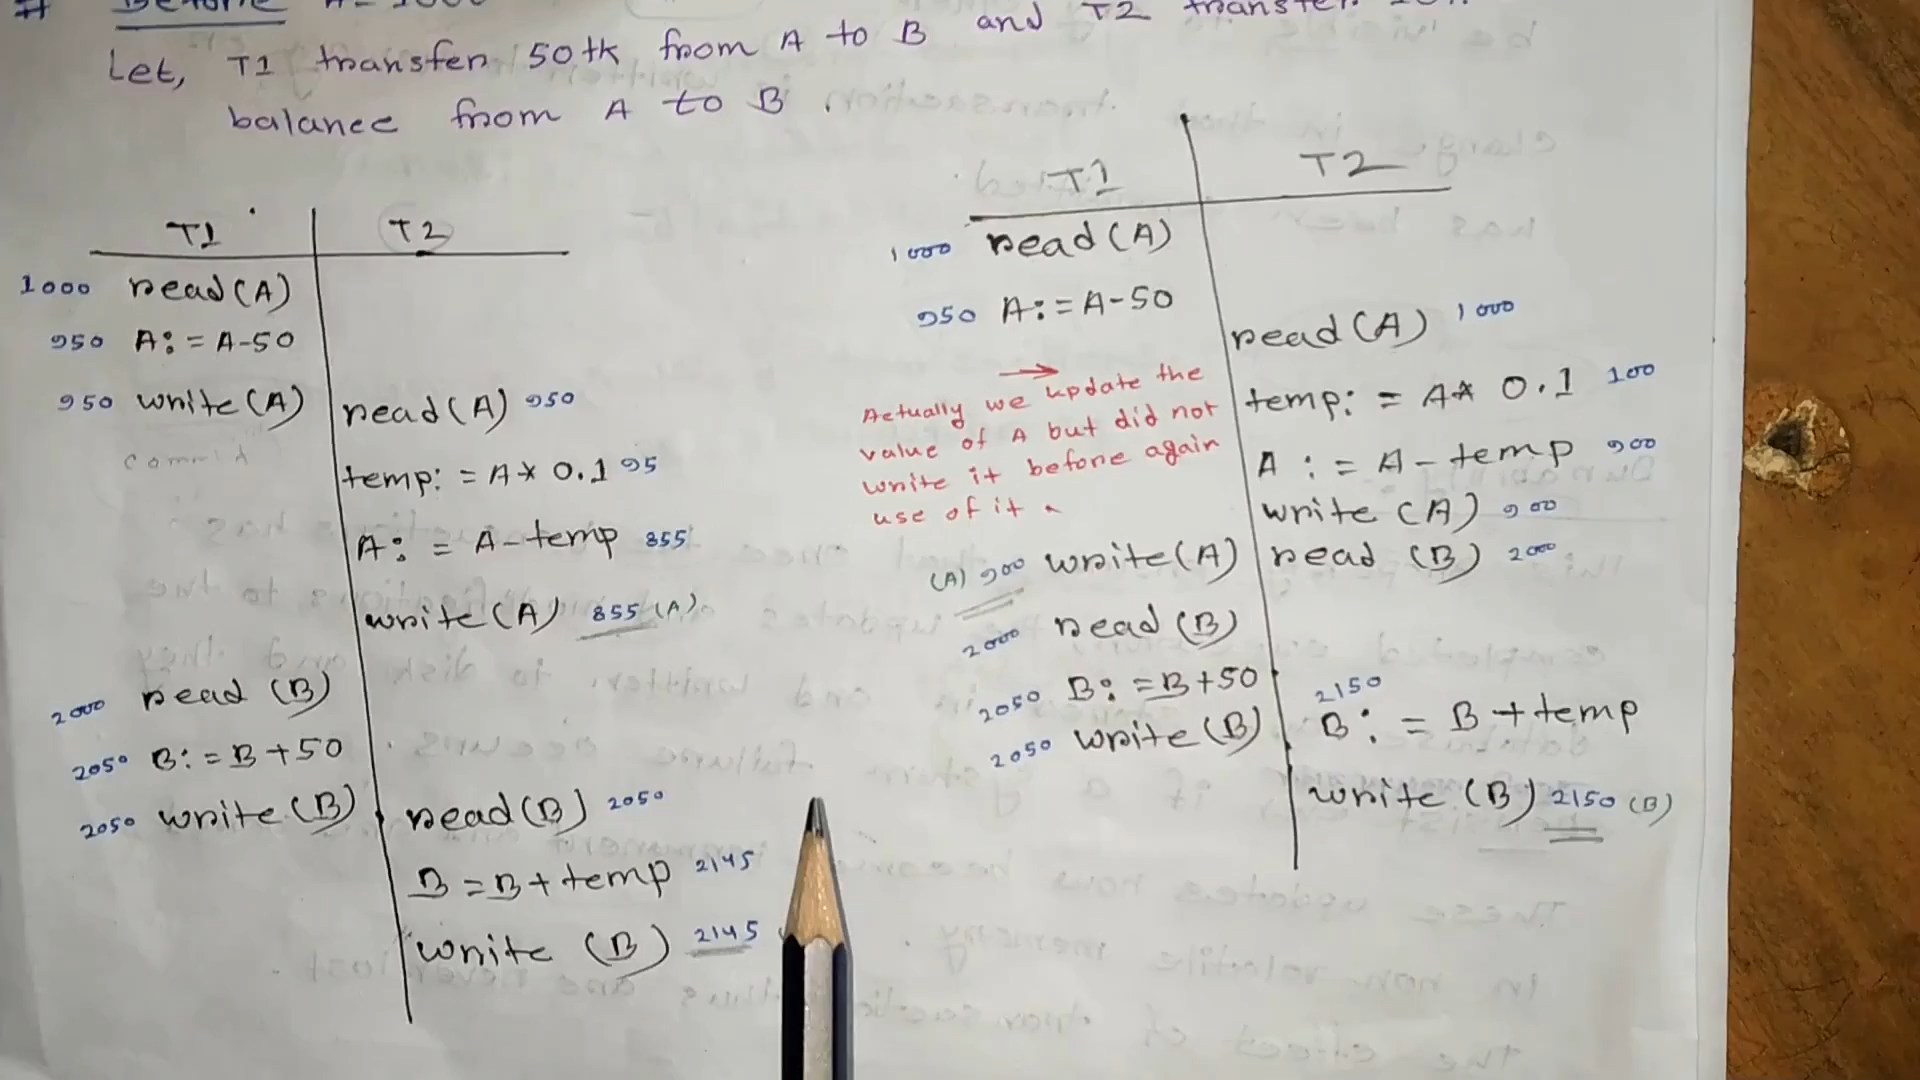 # Before A = 1000
Let, T1 transfer 50tk from A to B and T2 transfer
balance from A to B.
T1 T2
1000 read(A)
950 A:=A-50
950 write(A) read(A) 950
commit
temp:=A*0.1 95
A:=A-temp 855
write(A) 855 (A)
2000 read(B)
2050 B:=B+50
2050 write(B) read(B) 2050
B=B+temp 2145
write(B) 2145
T1 T2
1000 read(A)
950 A:=A-50
read(A) 1000
temp:=A*0.1 100
A:=A-temp 900
write(A) 900
→
Actually we update the
value of A but did not
write it before again
use of it.
(A) 900 write(A) read(B) 2000
2000 read(B)
2050 B:=B+50
2150
2050 write(B) B:=B+temp
write(B) 2150 (B)